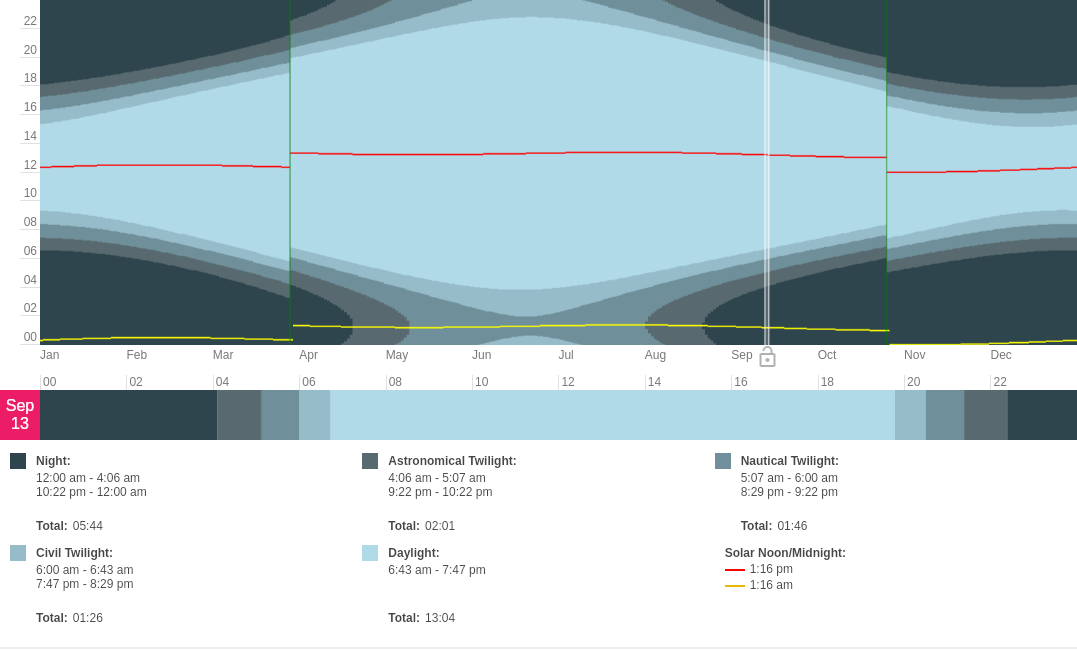 22
20
18
16
14
12
10
08
06
04
02
00
Jan Feb Mar Apr May Jun Jul Aug Sep Oct Nov Dec
00 02 04 06 08 10 12 14 16 18 20 22
Sep
13
Night: Astronomical Twilight: Nautical Twilight:
12:00 am - 4:06 am 4:06 am - 5:07 am 5:07 am - 6:00 am
10:22 pm - 12:00 am 9:22 pm - 10:22 pm 8:29 pm - 9:22 pm
Total: 05:44 Total: 02:01 Total: 01:46
Civil Twilight: Daylight: Solar Noon/Midnight:
6:00 am - 6:43 am 6:43 am - 7:47 pm 1:16 pm
7:47 pm - 8:29 pm 1:16 am
Total: 01:26 Total: 13:04